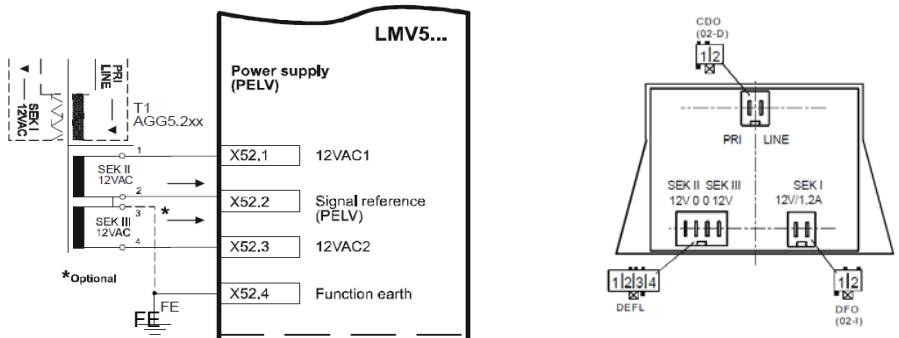 LMV5...
Power supply
(PELV)
PRI
LINE
SEK I
12VAC
T1
AGG5.2xx
1
X52.1
12VAC1
SEK II
12VAC
2
X52.2
Signal reference
(PELV)
3
*
SEK III
12VAC
4
X52.3
12VAC2
*Optional
X52.4
Function earth
FE
FE
CDO
(02-D)
1 2
PRI LINE
SEK II SEK III
12V 0 0 12V
SEK I
12V/1,2A
1 2 3 4
DEFL
1 2
DFO
(02-I)